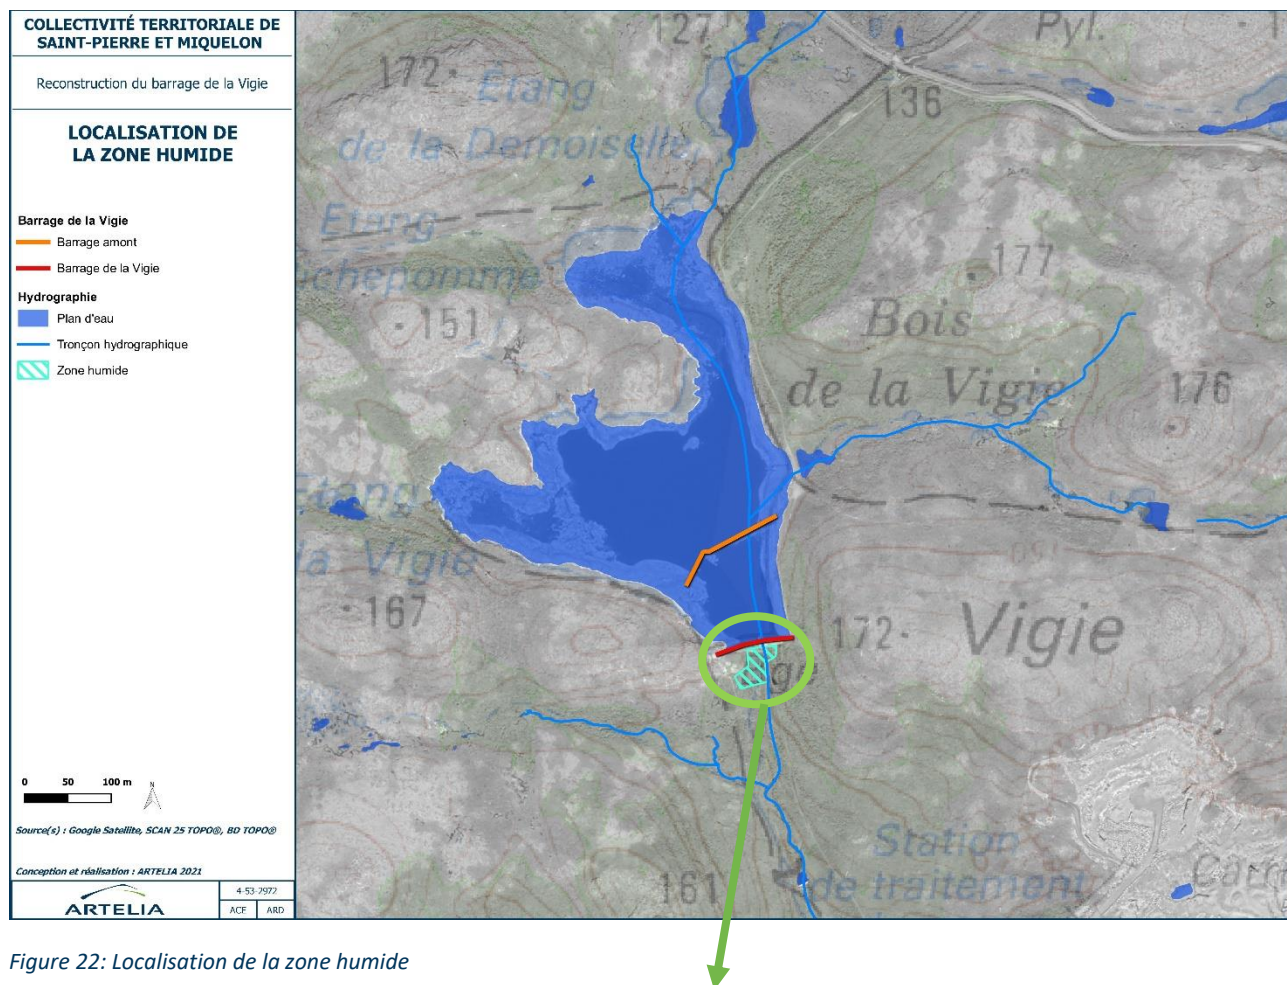 COLLECTIVITÉ TERRITORIALE DE
SAINT-PIERRE ET MIQUELON
Reconstruction du barrage de la Vigie
LOCALISATION DE
LA ZONE HUMIDE
Barrage de la Vigie
Barrage amont
Barrage de la Vigie
Hydrographie
Plan d'eau
Tronçon hydrographique
Zone humide
0 50 100 m
N
Source(s) : Google Satellite, SCAN 25 TOPO®, BD TOPO®
Conception et réalisation : ARTELIA 2021
ARTELIA
4-53-2972
ACF ARD
127
Pyl.
172
Etang
de la Demoiselle
136
Etang
177
151
Bois
de la Vigie
176
Etang
la Vigie
150
167
172
Vigie
Station
de traitement
161
Figure 22: Localisation de la zone humide